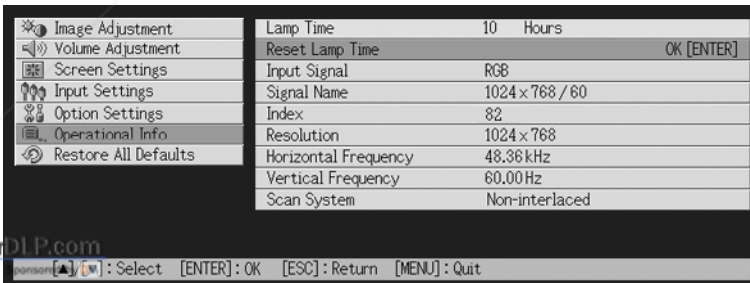 Image Adjustment
Volume Adjustment
Screen Settings
Input Settings
Option Settings
Operational Info
Restore All Defaults
Lamp Time 10 Hours
Reset Lamp Time OK [ENTER]
Input Signal RGB
Signal Name 1024×768/60
Index 82
Resolution 1024×768
Horizontal Frequency 48.36kHz
Vertical Frequency 60.00Hz
Scan System Non-interlaced
DLP.com
[▲]/[▼]:Select [ENTER]:OK [ESC]:Return [MENU]:Quit